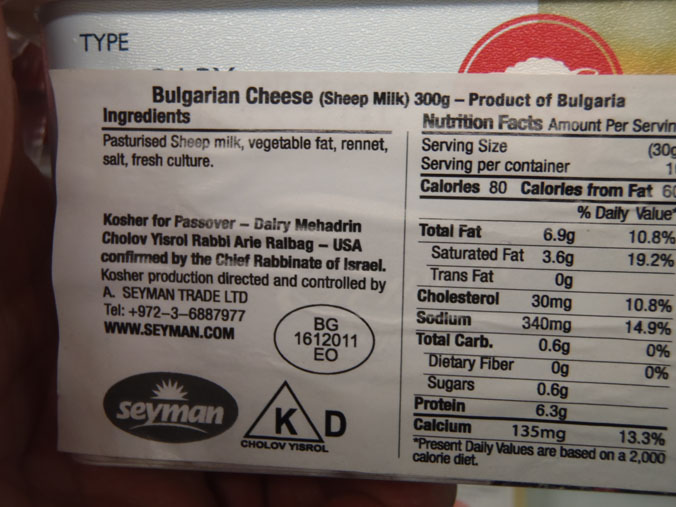 TYPE
Bulgarian Cheese (Sheep Milk) 300g – Product of Bulgaria
Ingredients
Pasturised Sheep milk, vegetable fat, rennet,
salt, fresh culture.
Kosher for Passover – Dairy Mehadrin
Cholov Yisrol Rabbi Arie Ralbag – USA
confirmed by the Chief Rabbinate of Israel.
Kosher production directed and controlled by
A. SEYMAN TRADE LTD
Tel: +972–3–6887977
WWW.SEYMAN.COM
BG
1612011
EO
seyman
K D
CHOLOV YISROL
Nutrition Facts Amount Per Servin
Serving Size (30g
Serving per container 1
Calories 80 Calories from Fat 60
% Daily Value*
Total Fat 6.9g 10.8%
Saturated Fat 3.6g 19.2%
Trans Fat 0g
Cholesterol 30mg 10.8%
Sodium 340mg 14.9%
Total Carb. 0.6g 0%
Dietary Fiber 0g 0%
Sugars 0.6g
Protein 6.3g
Calcium 135mg 13.3%
*Present Daily Values are based on a 2,000
calorie diet.